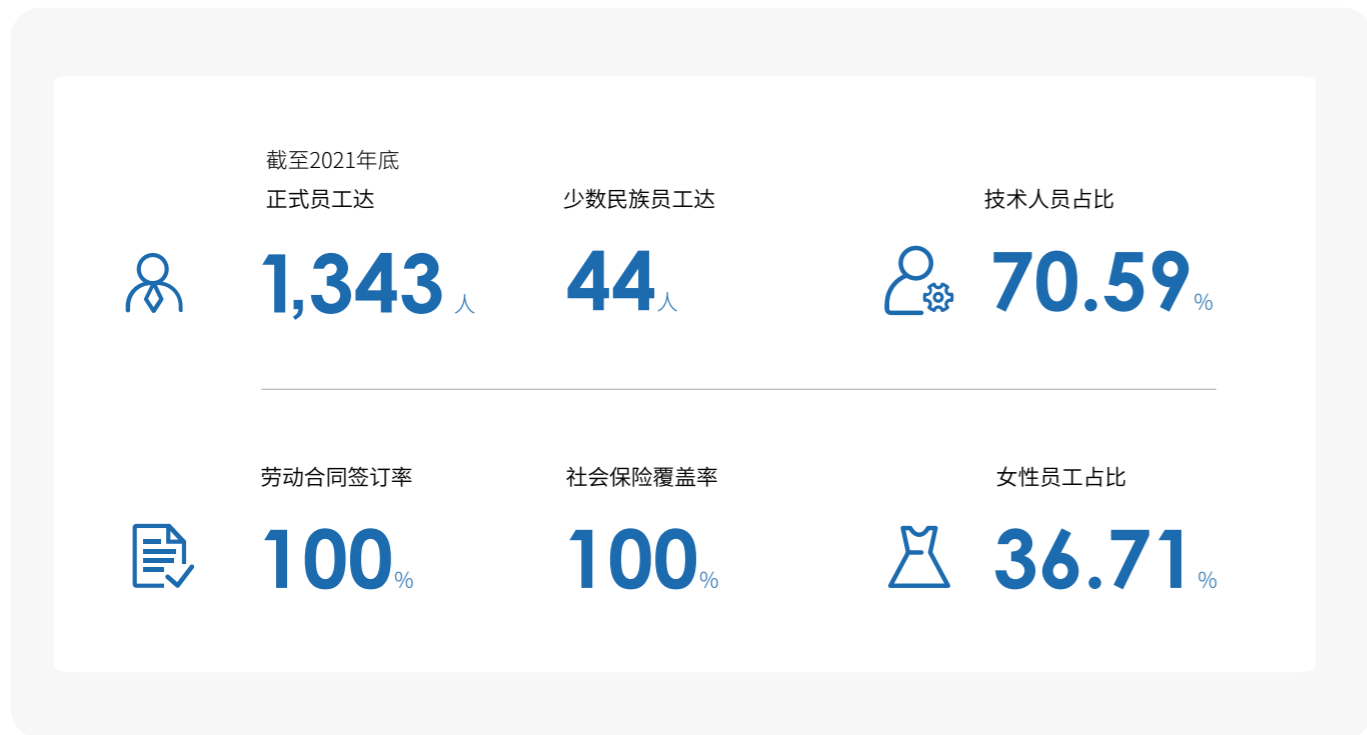 截至2021年底
正式员工达
1,343 人
少数民族员工达
44人
技术人员占比
70.59%
劳动合同签订率
100%
社会保险覆盖率
100%
女性员工占比
36.71%